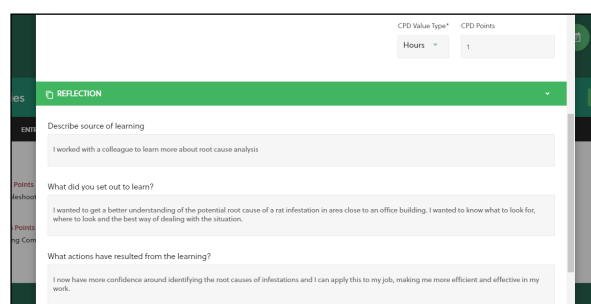 CPD Value Type* CPD Points
Hours 1
ies
REFLECTION
ENTR
Describe source of learning
I worked with a colleague to learn more about root cause analysis
Points
bleshoot
What did you set out to learn?
I wanted to get a better understanding of the potential root cause of a rat infestation in area close to an office building. I wanted to know what to look for,
where to look and the best way of dealing with the situation.
Points
ng Com
What actions have resulted from the learning?
I now have more confidence around identifying the root causes of infestations and I can apply this to my job, making me more efficient and effective in my
work.